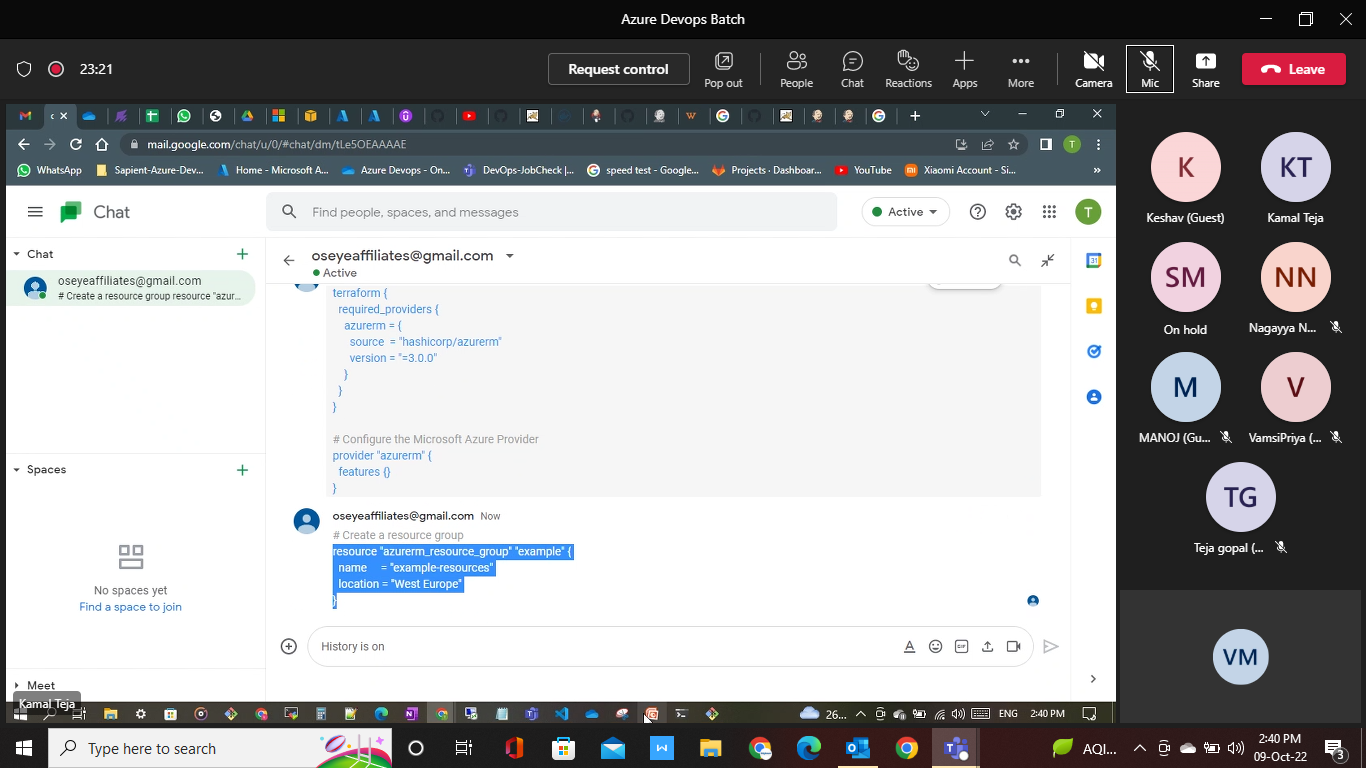 Azure Devops Batch
23:21
Request control
Pop out
People
Chat
Reactions
Apps
More
Camera
Mic
Share
Leave
mail.google.com/chat/u/0/#chat/dm/tLe5OEAAAAE
WhatsApp
Sapient-Azure-Dev...
Home - Microsoft A...
Azure Devops - On...
DevOps-JobCheck |...
speed test - Google...
Projects · Dashboar...
YouTube
Xiaomi Account - Si...
»
Chat
Find people, spaces, and messages
Active
T
Chat
oseyeaffiliates@gmail.com
# Create a resource group resource "azur...
oseyeaffiliates@gmail.com
Active
terraform {
required_providers {
azurerm = {
source = "hashicorp/azurerm"
version = "=3.0.0"
}
}
}
# Configure the Microsoft Azure Provider
provider "azurerm" {
features {}
}
oseyeaffiliates@gmail.com Now
# Create a resource group
resource "azurerm_resource_group" "example" {
name = "example-resources"
location = "West Europe"
}
Spaces
No spaces yet
Find a space to join
History is on
GIF
Meet
Kamal Teja
26...
ENG
2:40 PM
K
Keshav (Guest)
KT
Kamal Teja
SM
On hold
NN
Nagayya N...
M
MANOJ (Gu...
V
VamsiPriya (...
TG
Teja gopal (...
VM
Type here to search
AQI...
2:40 PM
09-Oct-22
3